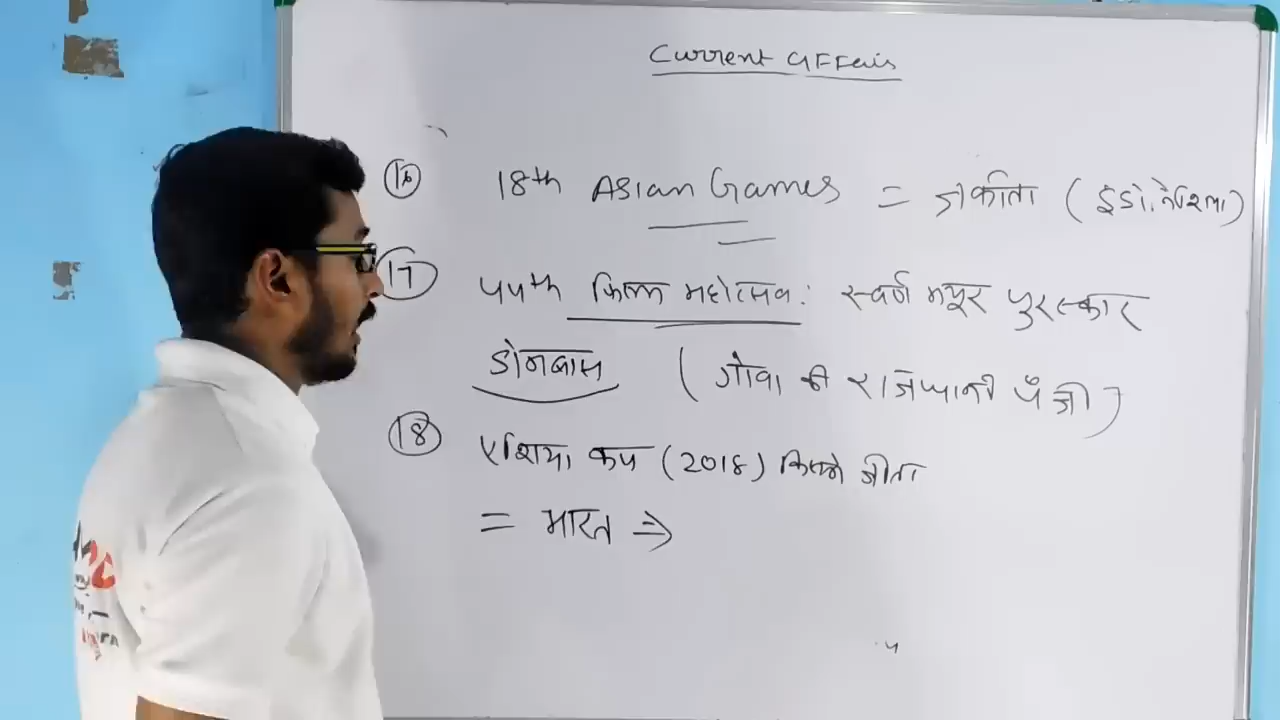 Current Affairs
16 18th Asian Games = जकार्ता (इंडोनेशिया)
17 49th फिल्म महोत्सव: स्वर्ण मयूर पुरस्कार
डोनबास (गोवा की राजधानी पंजी)
18 एशिया कप (2018) किसने जीता
= भारत ⇒